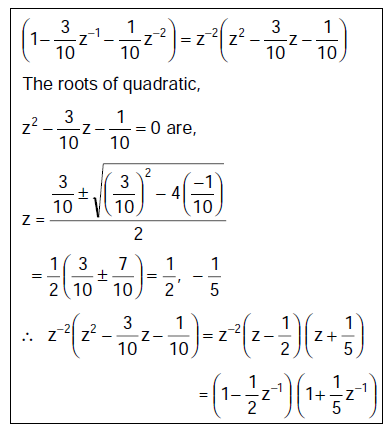 (1 - 3/10 z⁻¹ - 1/10 z⁻²) = z⁻²(z² - 3/10 z - 1/10)
The roots of quadratic,
z² - 3/10 z - 1/10 = 0 are,
z = (3/10 ± √((3/10)² - 4(-1/10)))/2
= 1/2 (3/10 ± 7/10) = 1/2, - 1/5
∴ z⁻²(z² - 3/10 z - 1/10) = z⁻²(z - 1/2)(z + 1/5)
= (1 - 1/2 z⁻¹)(1 + 1/5 z⁻¹)